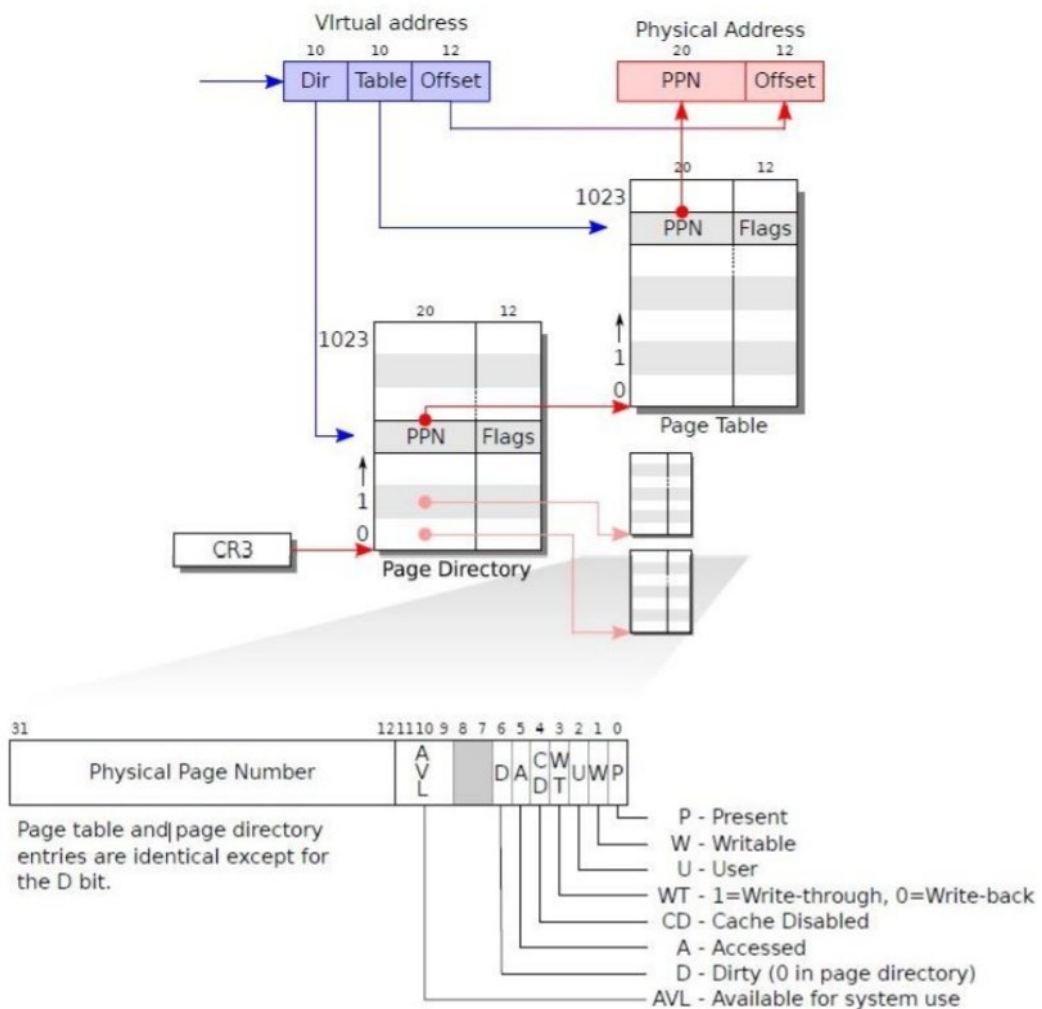 VIrtual address
10 10 12
Dir Table Offset
Physical Address
20 12
PPN Offset
20 12
1023
PPN Flags
1
0
Page Table
20 12
1023
PPN Flags
1
0
CR3
Page Directory
31 12 11 10 9 8 7 6 5 4 3 2 1 0
Physical Page Number AVL D A CD WT U W P
Page table and page directory
entries are identical except for
the D bit.
P - Present
W - Writable
U - User
WT - 1=Write-through, 0=Write-back
CD - Cache Disabled
A - Accessed
D - Dirty (0 in page directory)
AVL - Available for system use